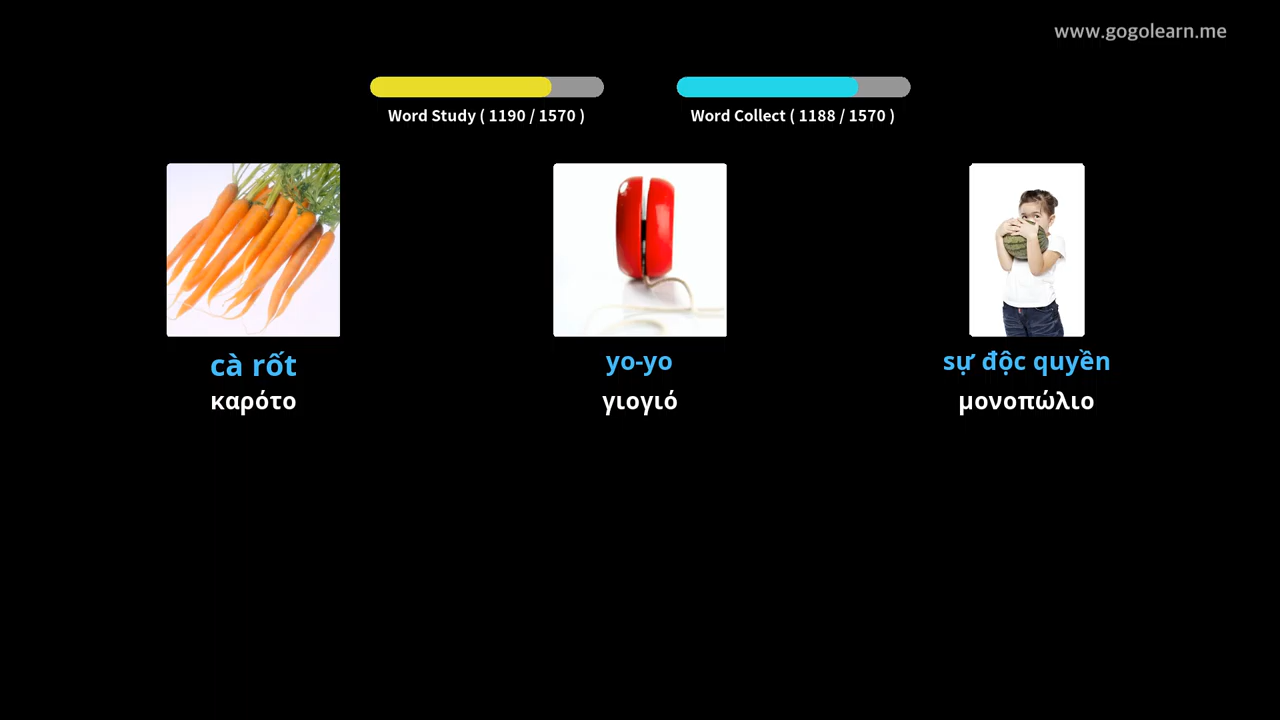 www.gogolearn.me
Word Study ( 1190 / 1570 )
Word Collect ( 1188 / 1570 )
cà rốt
καρότο
yo-yo
γιογιό
sự độc quyền
μονοπώλιο